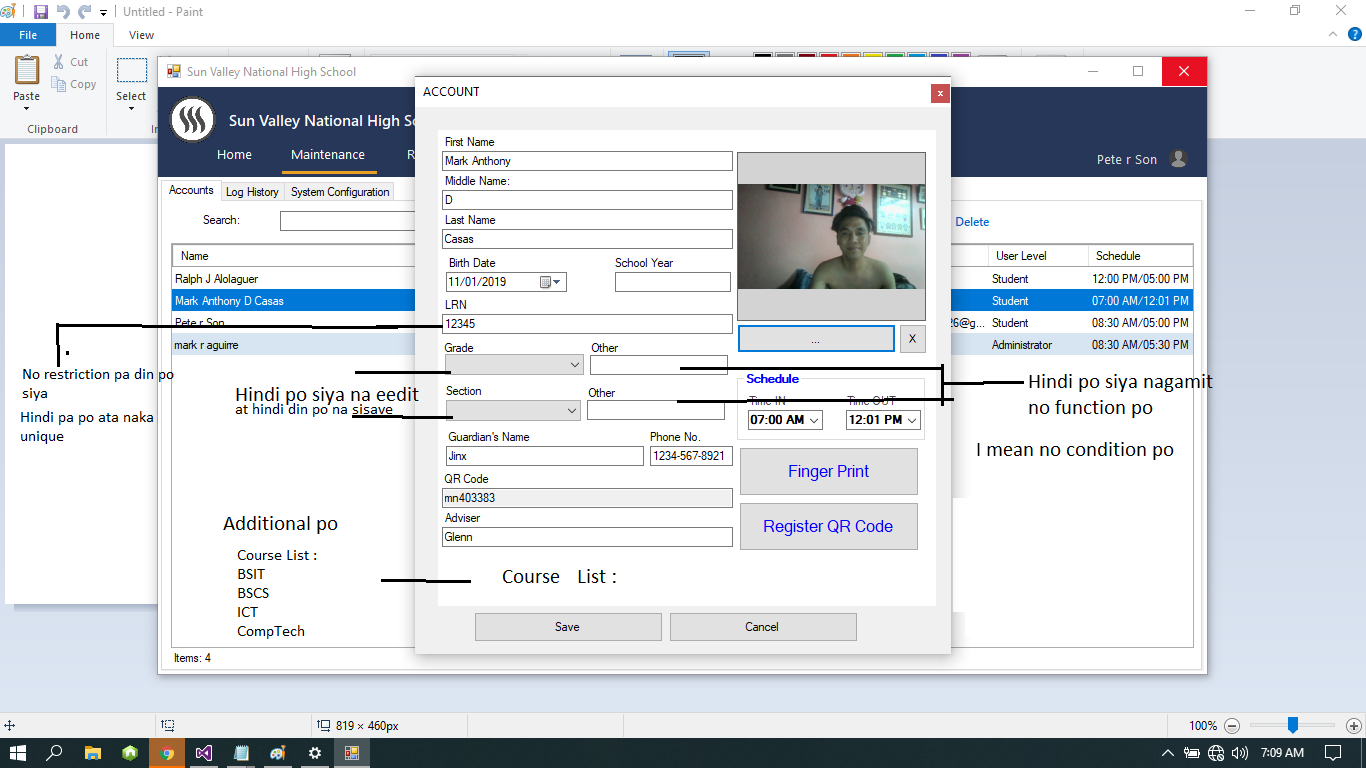 Untitled - Paint
File
Home
View
Paste
Cut
Copy
Select
Clipboard
Sun Valley National High School
Sun Valley National High Sc
Home
Maintenance
R
Pete r Son
Accounts
Log History
System Configuration
Search:
Delete
Name
User Level
Schedule
Ralph J Alolaguer
Student
12:00 PM/05:00 PM
Mark Anthony D Casas
Student
07:00 AM/12:01 PM
Pete r Son
26@g...
Student
08:30 AM/05:00 PM
mark r aguirre
Administrator
08:30 AM/05:30 PM
Items: 4
ACCOUNT
x
First Name
Mark Anthony
Middle Name:
D
Last Name
Casas
Birth Date
School Year
11/01/2019
LRN
12345
...
X
Grade
Other
Section
Other
Schedule
Time IN
Time OUT
07:00 AM
12:01 PM
Guardian's Name
Phone No.
Jinx
1234-567-8921
Finger Print
QR Code
mn403383
Adviser
Register QR Code
Glenn
Course List :
Save
Cancel
No restriction pa din po
siya
Hindi pa po ata naka
unique
Hindi po siya na eedit
at hindi din po na sisave
Hindi po siya nagamit
no function po
I mean no condition po
Additional po
Course List :
BSIT
BSCS
ICT
CompTech
819 × 460px
100%
7:09 AM